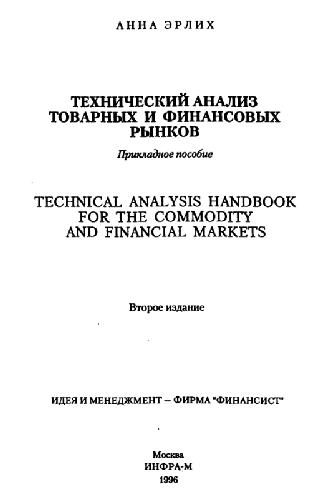 АННА ЭРЛИХ
ТЕХНИЧЕСКИЙ АНАЛИЗ
ТОВАРНЫХ И ФИНАНСОВЫХ
РЫНКОВ
Прикладное пособие
TECHNICAL ANALYSIS HANDBOOK
FOR THE COMMODITY
AND FINANCIAL MARKETS
Второе издание
ИДЕЯ И МЕНЕДЖМЕНТ – ФИРМА "ФИНАНСИСТ"
Москва
ИНФРА-М
1996